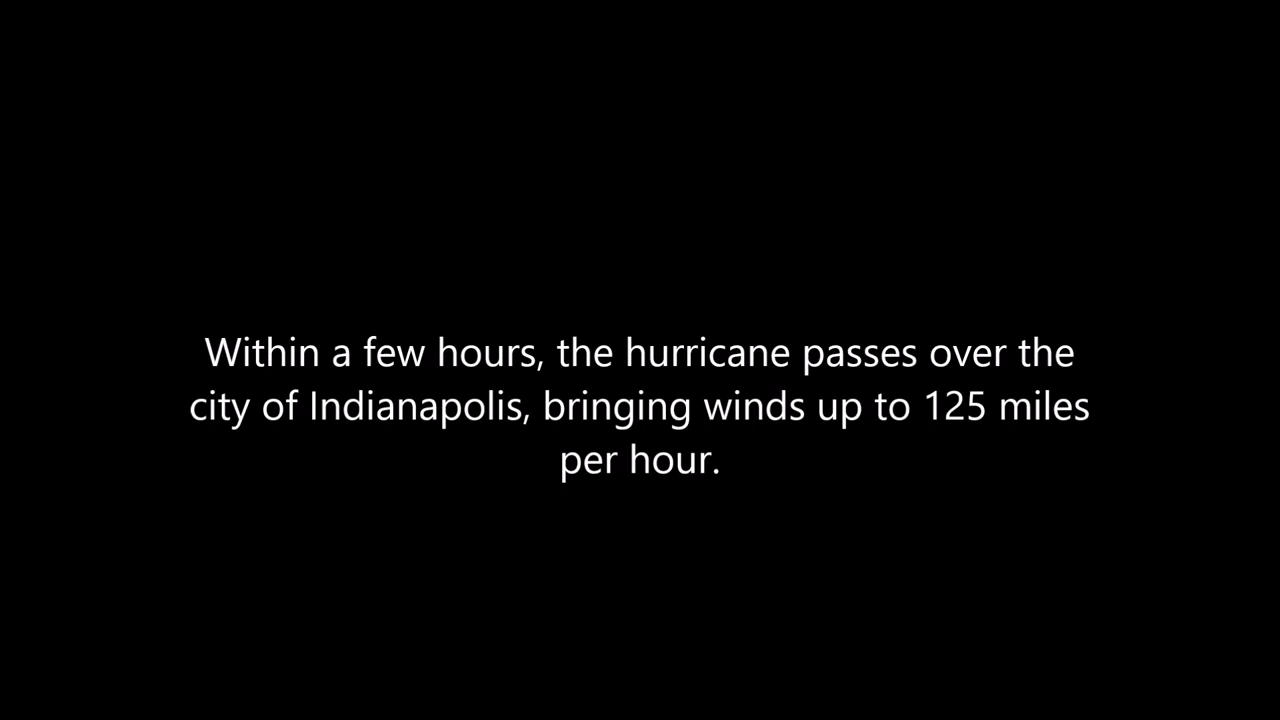 Within a few hours, the hurricane passes over the
city of Indianapolis, bringing winds up to 125 miles
per hour.